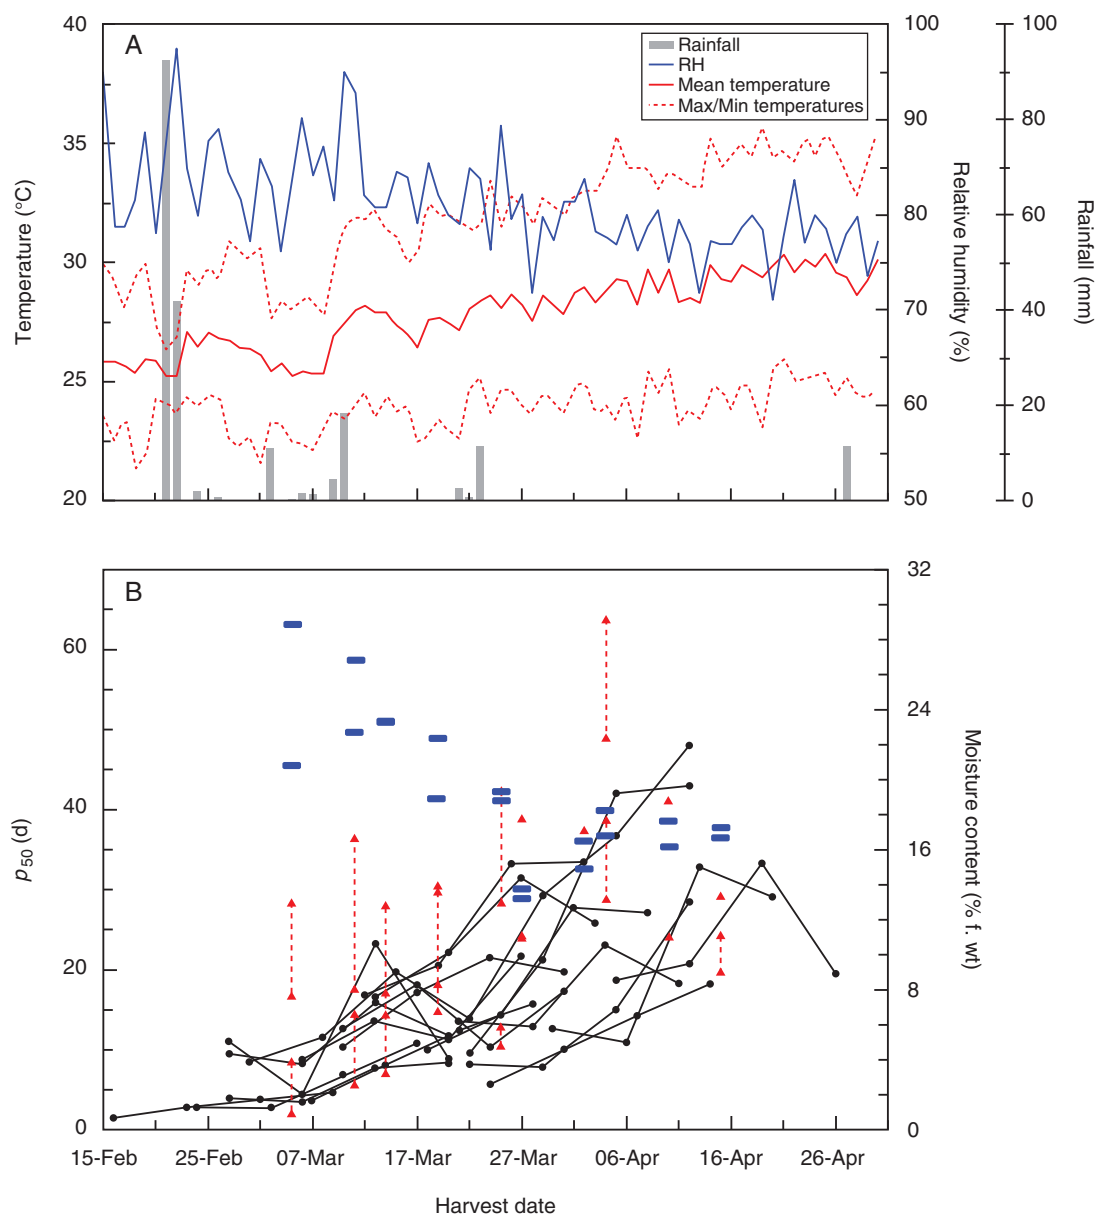 A
Rainfall
RH
Mean temperature
Max/Min temperatures
40
35
30
25
20
Temperature (°C)
100
90
80
70
60
50
Relative humidity (%)
100
80
60
40
20
0
Rainfall (mm)
B
60
40
20
0
p50 (d)
32
24
16
8
0
Moisture content (% f. wt)
15-Feb 25-Feb 07-Mar 17-Mar 27-Mar 06-Apr 16-Apr 26-Apr
Harvest date